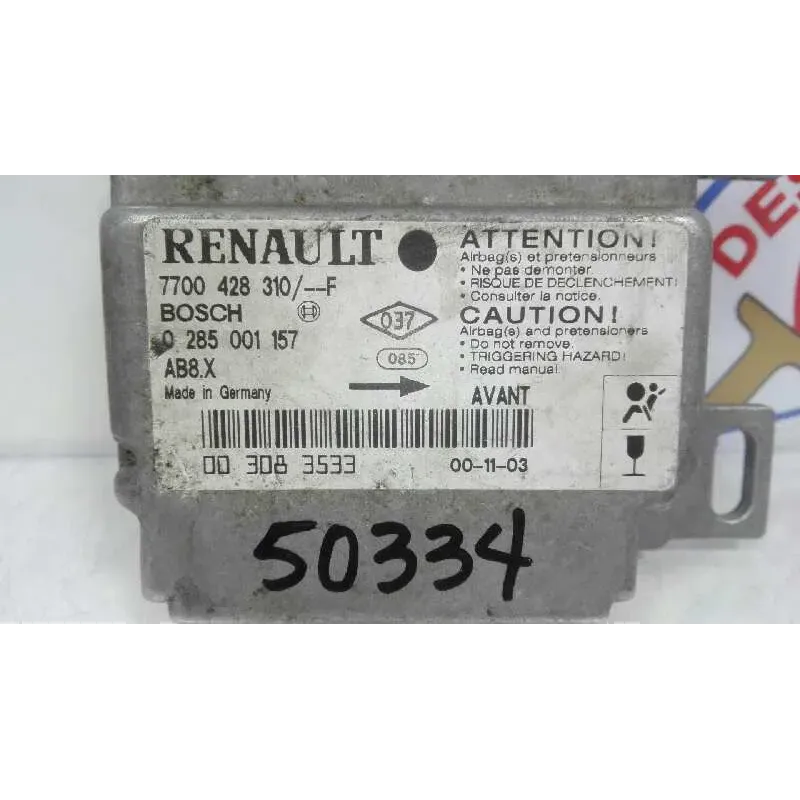 RENAULT
7700 428 310/--F
BOSCH
0 285 001 157
AB8.X
Made in Germany
037
085
ATTENTION!
Airbag(s) et pretensionneurs
• Ne pas demonter.
• RISQUE DE DECLENCHEMENT!
• Consulter la notice.
CAUTION!
Airbag(s) and pretensioners
• Do not remove.
• TRIGGERING HAZARD!
• Read manual.
AVANT
00 308 3533
00-11-03
50334
DES